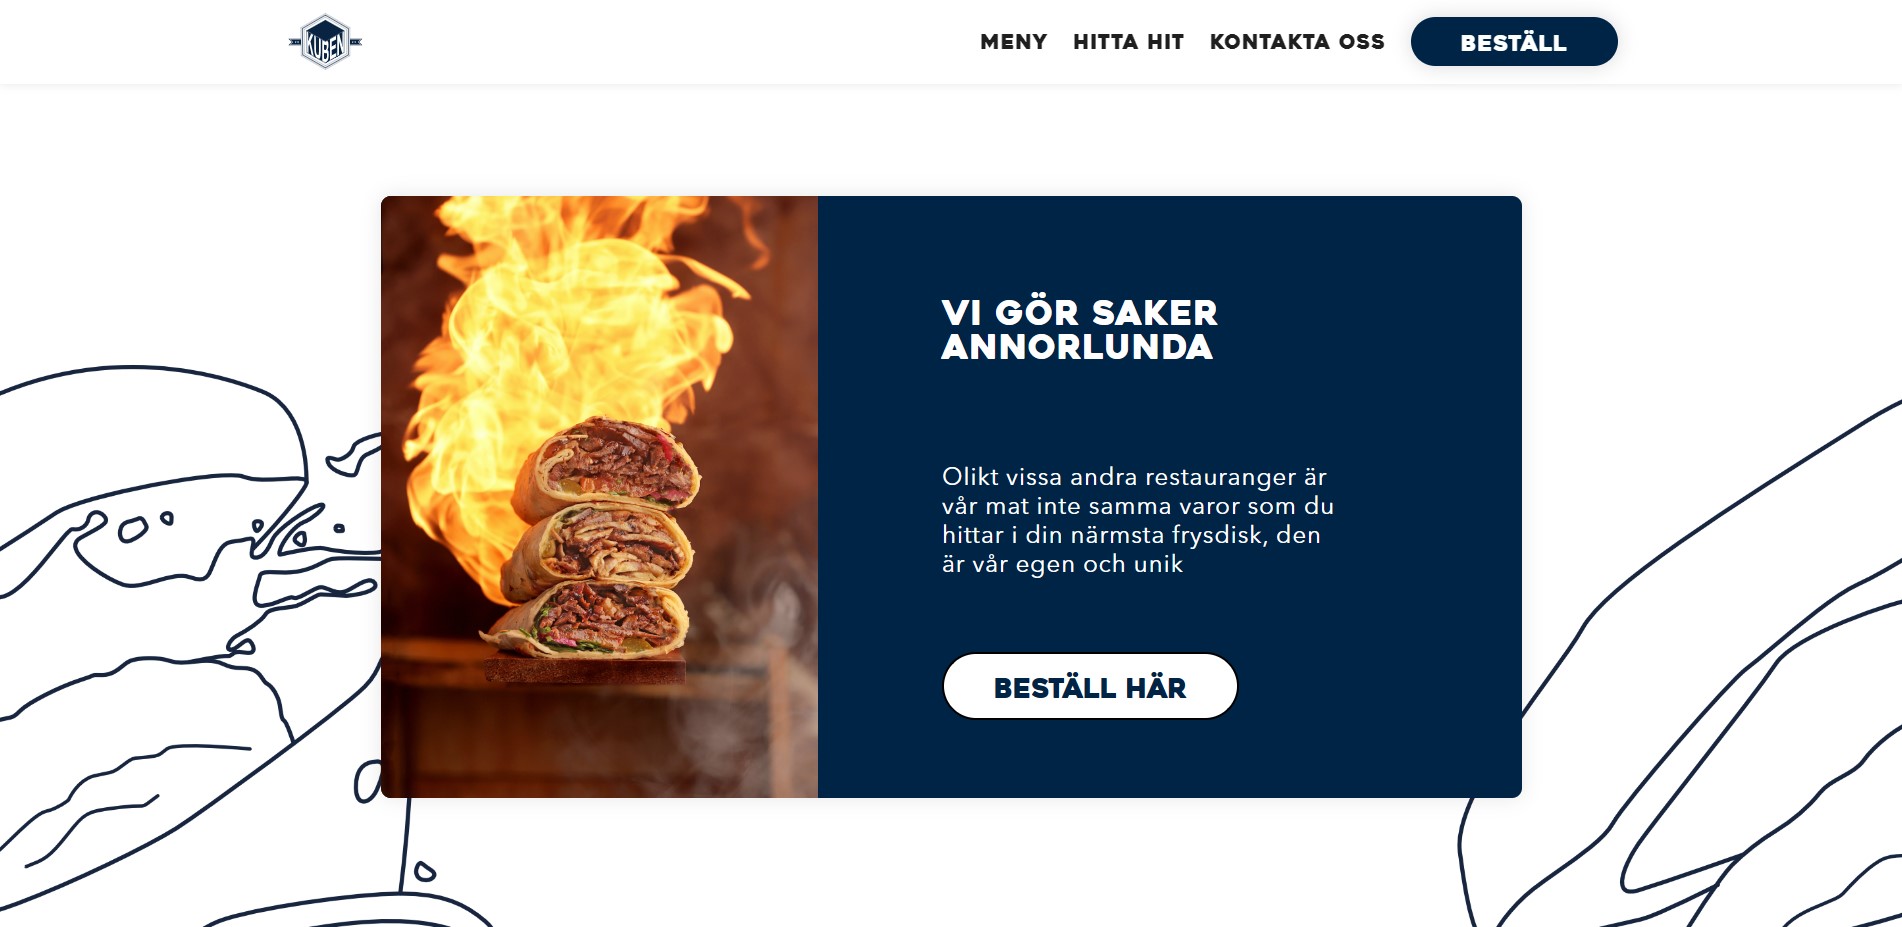 KUBEN
MENY
HITTA HIT
KONTAKTA OSS
BESTÄLL
VI GÖR SAKER
ANNORLUNDA
Olikt vissa andra restauranger är
vår mat inte samma varor som du
hittar i din närmsta frysdisk, den
är vår egen och unik
BESTÄLL HÄR